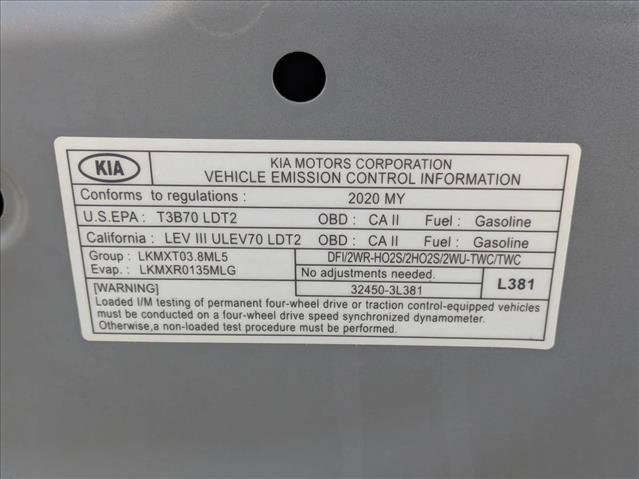 KIA
KIA MOTORS CORPORATION
VEHICLE EMISSION CONTROL INFORMATION
Conforms to regulations : 2020 MY
U.S.EPA : T3B70 LDT2 OBD : CA II Fuel : Gasoline
California : LEV III ULEV70 LDT2 OBD : CA II Fuel : Gasoline
Group : LKMXT03.8ML5
Evap. : LKMXR0135MLG
DFI/2WR-HO2S/2HO2S/2WU-TWC/TWC
No adjustments needed.
32450-3L381
L381
[WARNING]
Loaded I/M testing of permanent four-wheel drive or traction control-equipped vehicles
must be conducted on a four-wheel drive speed synchronized dynamometer.
Otherwise,a non-loaded test procedure must be performed.